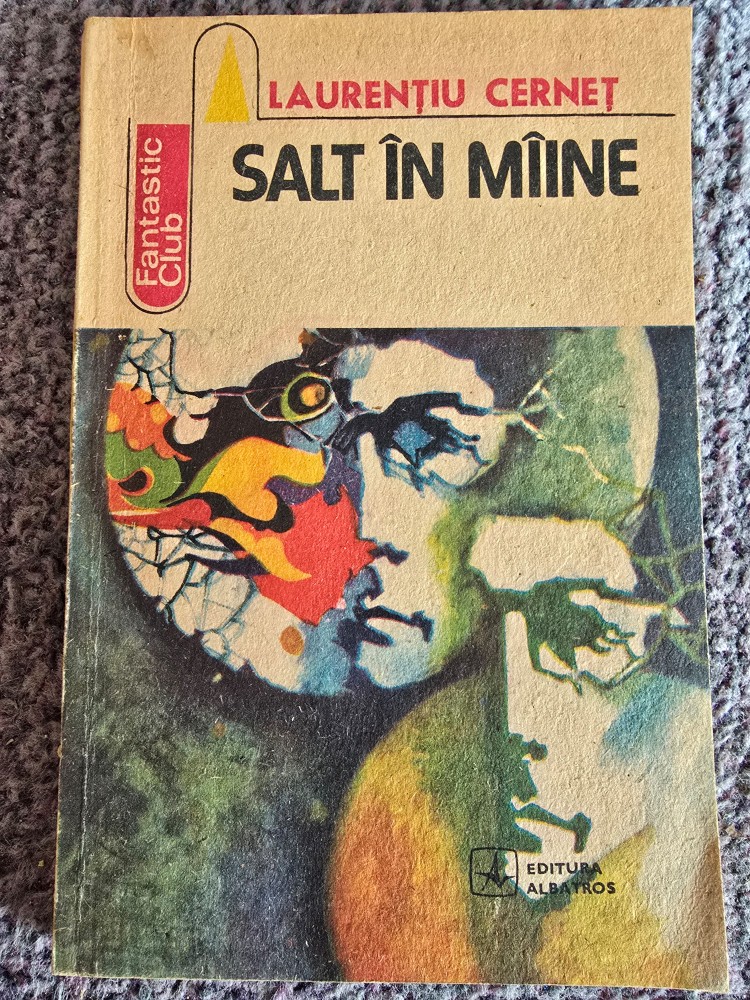 LAURENȚIU CERNEȚ
SALT ÎN MÎINE
Fantastic
Club
EDITURA
ALBATROS